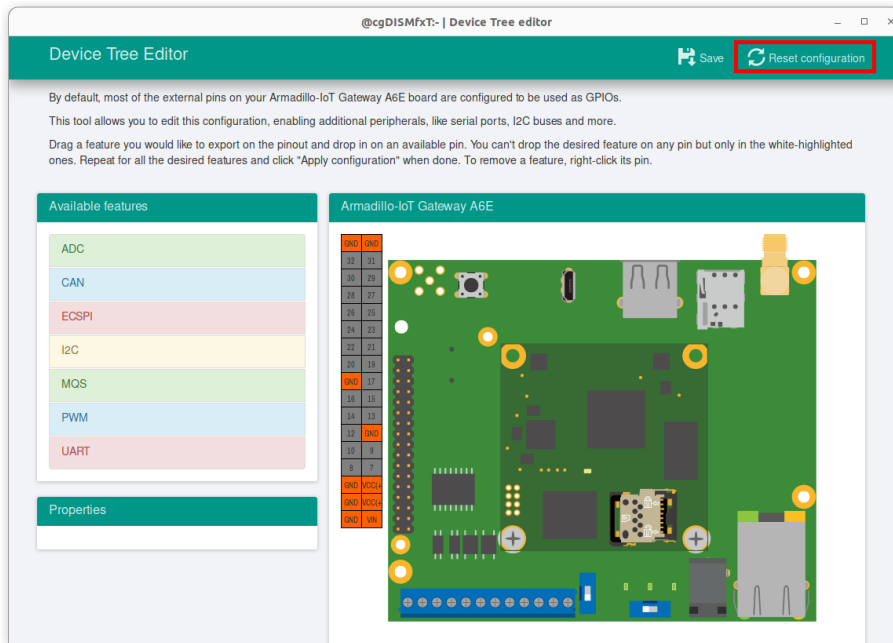 @cgDISMfxT:- | Device Tree editor
Device Tree Editor
Save
Reset configuration
By default, most of the external pins on your Armadillo-IoT Gateway A6E board are configured to be used as GPIOs.
This tool allows you to edit this configuration, enabling additional peripherals, like serial ports, I2C buses and more.
Drag a feature you would like to export on the pinout and drop in on an available pin. You can't drop the desired feature on any pin but only in the white-highlighted
ones. Repeat for all the desired features and click "Apply configuration" when done. To remove a feature, right-click its pin.
Available features
ADC
CAN
ECSPI
I2C
MQS
PWM
UART
Properties
Armadillo-IoT Gateway A6E
GND GND
32 31
30 29
28 27
26 25
24 23
22 21
20 19
GND 17
16 15
14 13
12 GND
10 9
8 7
GND VCC(+
GND VCC(+
GND VIN